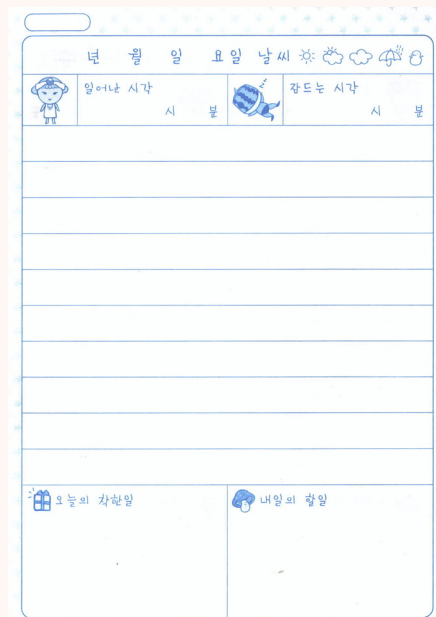 년 월 일 요일 날씨
일어난 시각
시 분
잠드는 시각
시 분
오늘의 착한일
내일의 할일